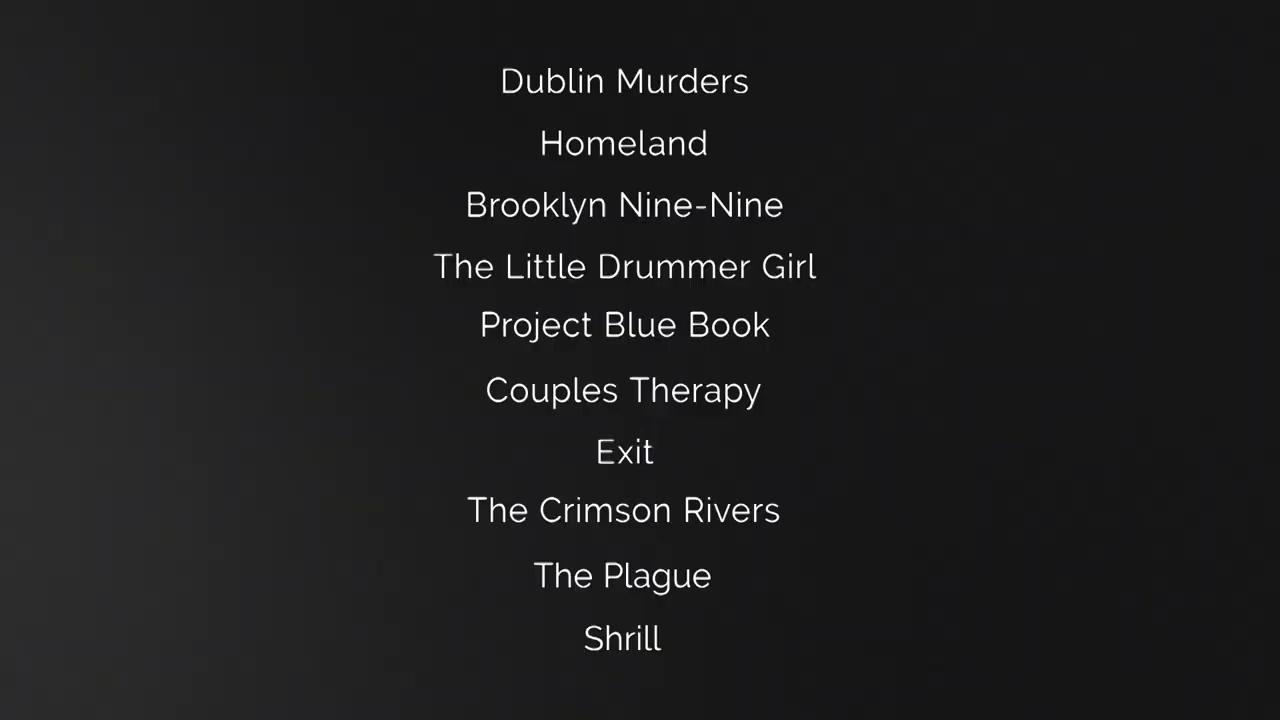 Dublin Murders
Homeland
Brooklyn Nine-Nine
The Little Drummer Girl
Project Blue Book
Couples Therapy
Exit
The Crimson Rivers
The Plague
Shrill